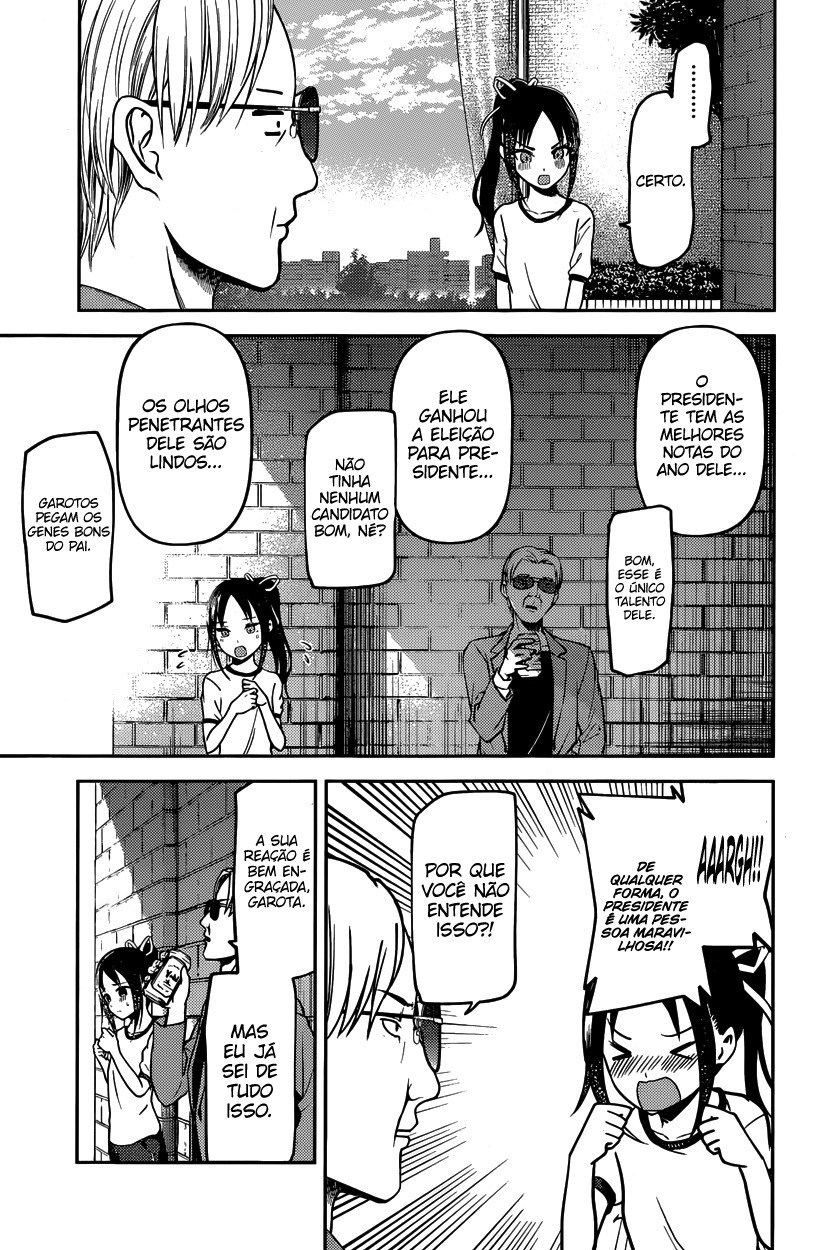 .........
CERTO.
O
PRESIDEN-
TE TEM AS
MELHORES
NOTAS DO
ANO DELE...
BOM,
ESSE É O
ÚNICO
TALENTO
DELE.
ELE
GANHOU
A ELEIÇÃO
PARA PRE-
SIDENTE...
NÃO
TINHA
NENHUM
CANDIDATO
BOM, NÉ?
OS OLHOS
PENETRANTES
DELE SÃO
LINDOS...
GAROTOS
PEGAM OS
GENES BONS
DO PAI.
AAARGH!!
DE
QUALQUER
FORMA, O
PRESIDENTE
É UMA PES-
SOA MARAVI-
LHOSA!!
POR QUE
VOCÊ NÃO
ENTENDE
ISSO?!
A SUA
REAÇÃO É
BEM EN-
GRAÇADA,
GAROTA.
MAS
EU JÁ
SEI DE
TUDO
ISSO.